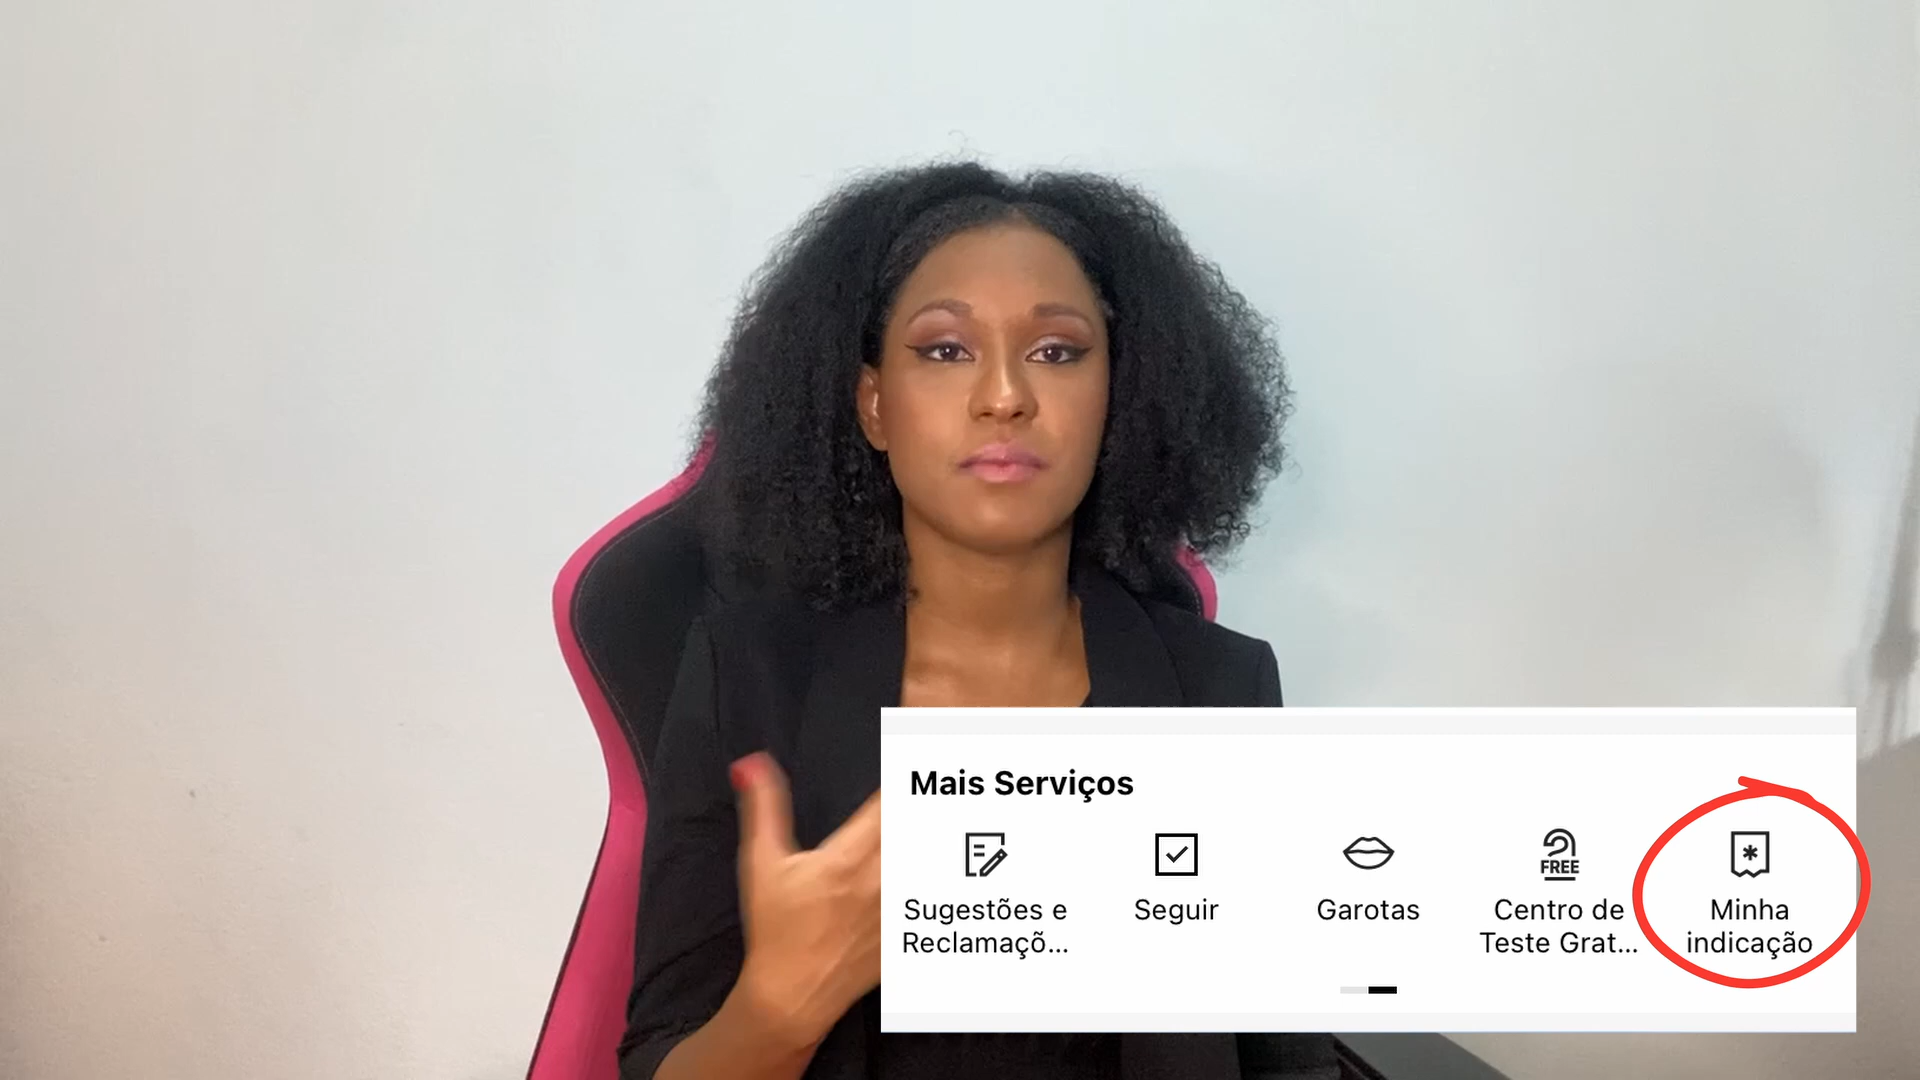 Mais Serviços
Sugestões e
Reclamaçõ...
Seguir
Garotas
FREE
Centro de
Teste Grat...
Minha
indicação